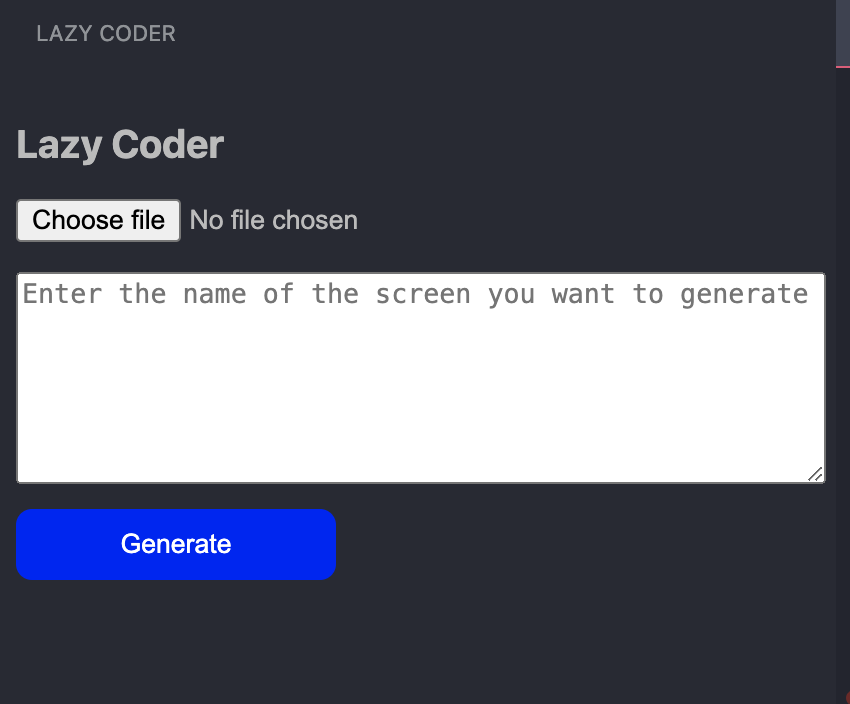 LAZY CODER
Lazy Coder
Choose file No file chosen
Enter the name of the screen you want to generate
Generate